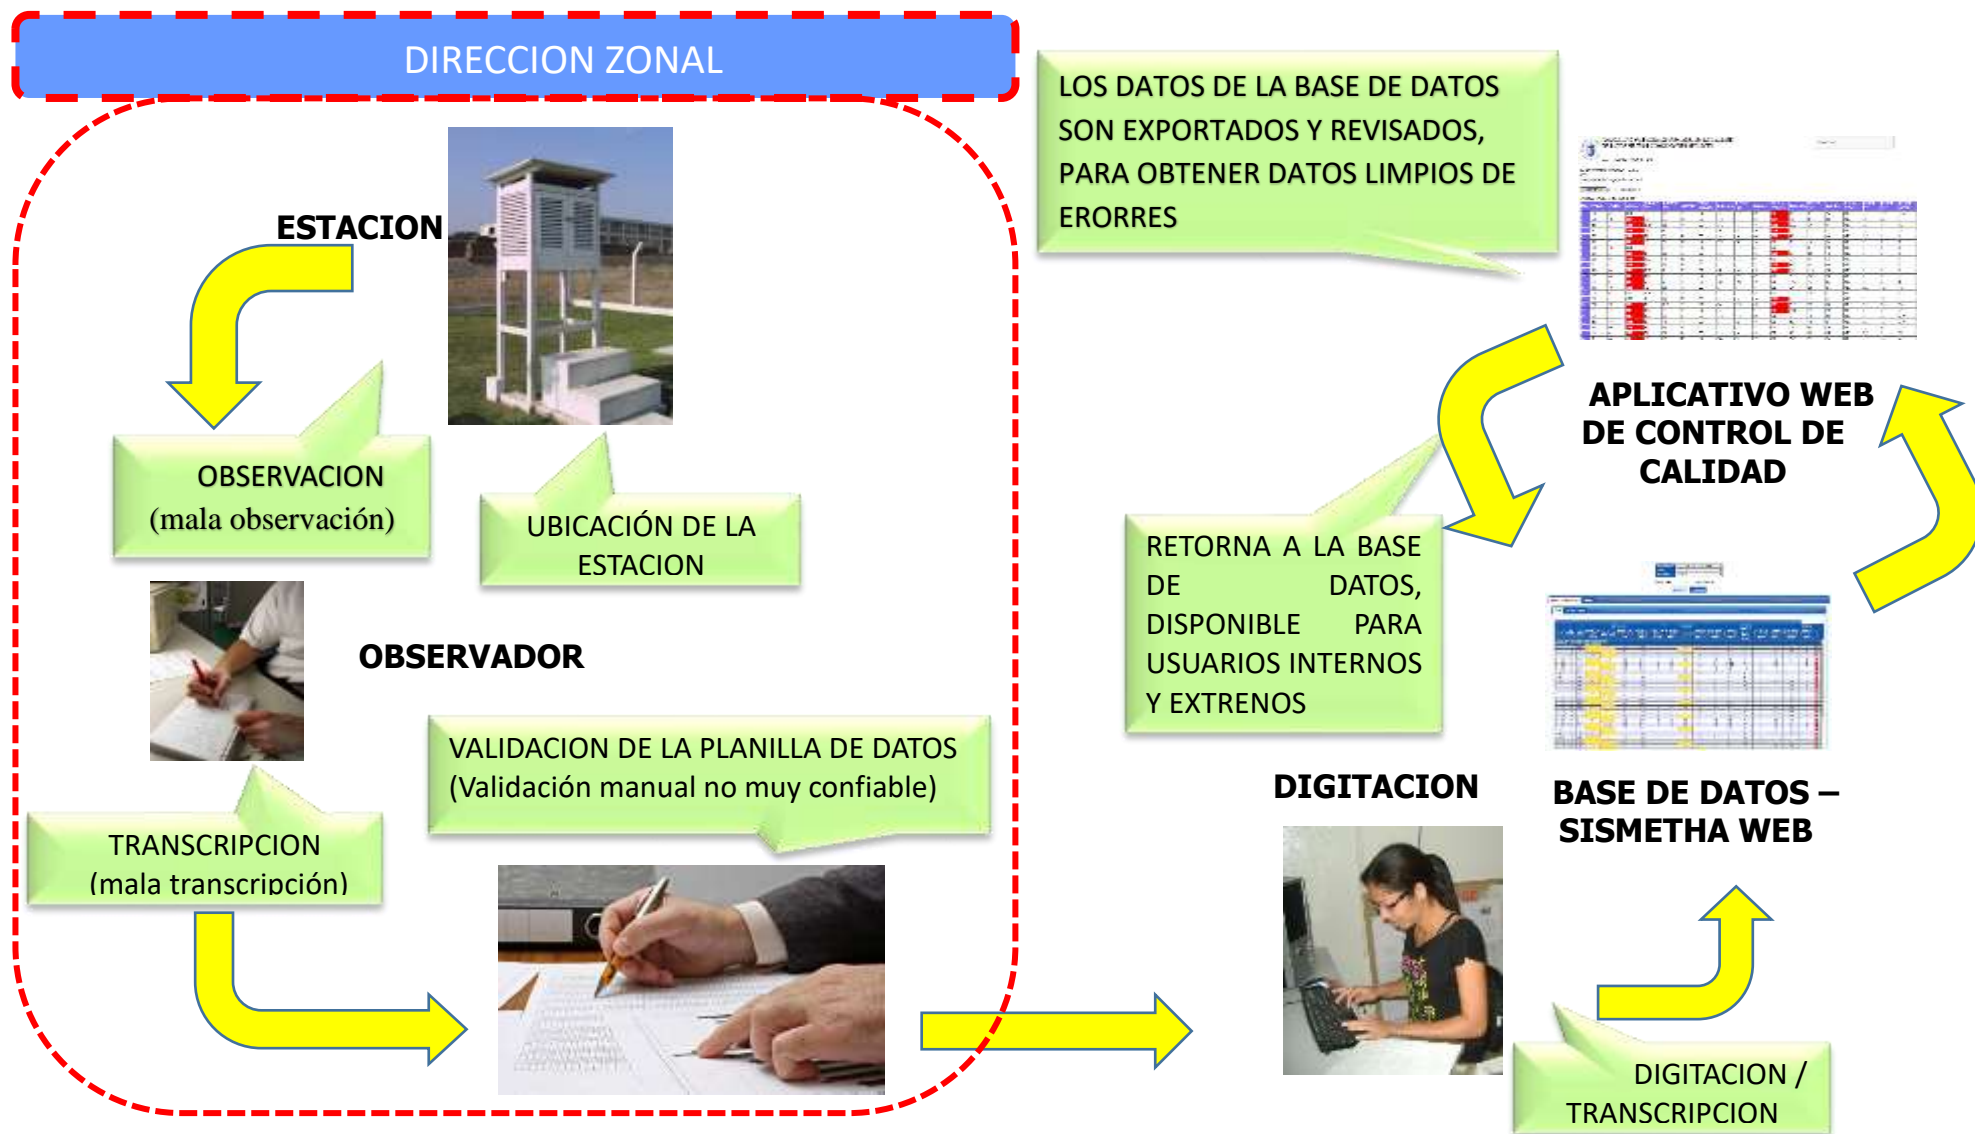 DIRECCION ZONAL
ESTACION
OBSERVACION
(mala observación)
UBICACIÓN DE LA
ESTACION
OBSERVADOR
TRANSCRIPCION
(mala transcripción)
VALIDACION DE LA PLANILLA DE DATOS
(Validación manual no muy confiable)
LOS DATOS DE LA BASE DE DATOS
SON EXPORTADOS Y REVISADOS,
PARA OBTENER DATOS LIMPIOS DE
ERORRES
APLICATIVO WEB
DE CONTROL DE
CALIDAD
RETORNA A LA BASE
DE DATOS,
DISPONIBLE PARA
USUARIOS INTERNOS
Y EXTRENOS
DIGITACION
BASE DE DATOS –
SISMETHA WEB
DIGITACION /
TRANSCRIPCION